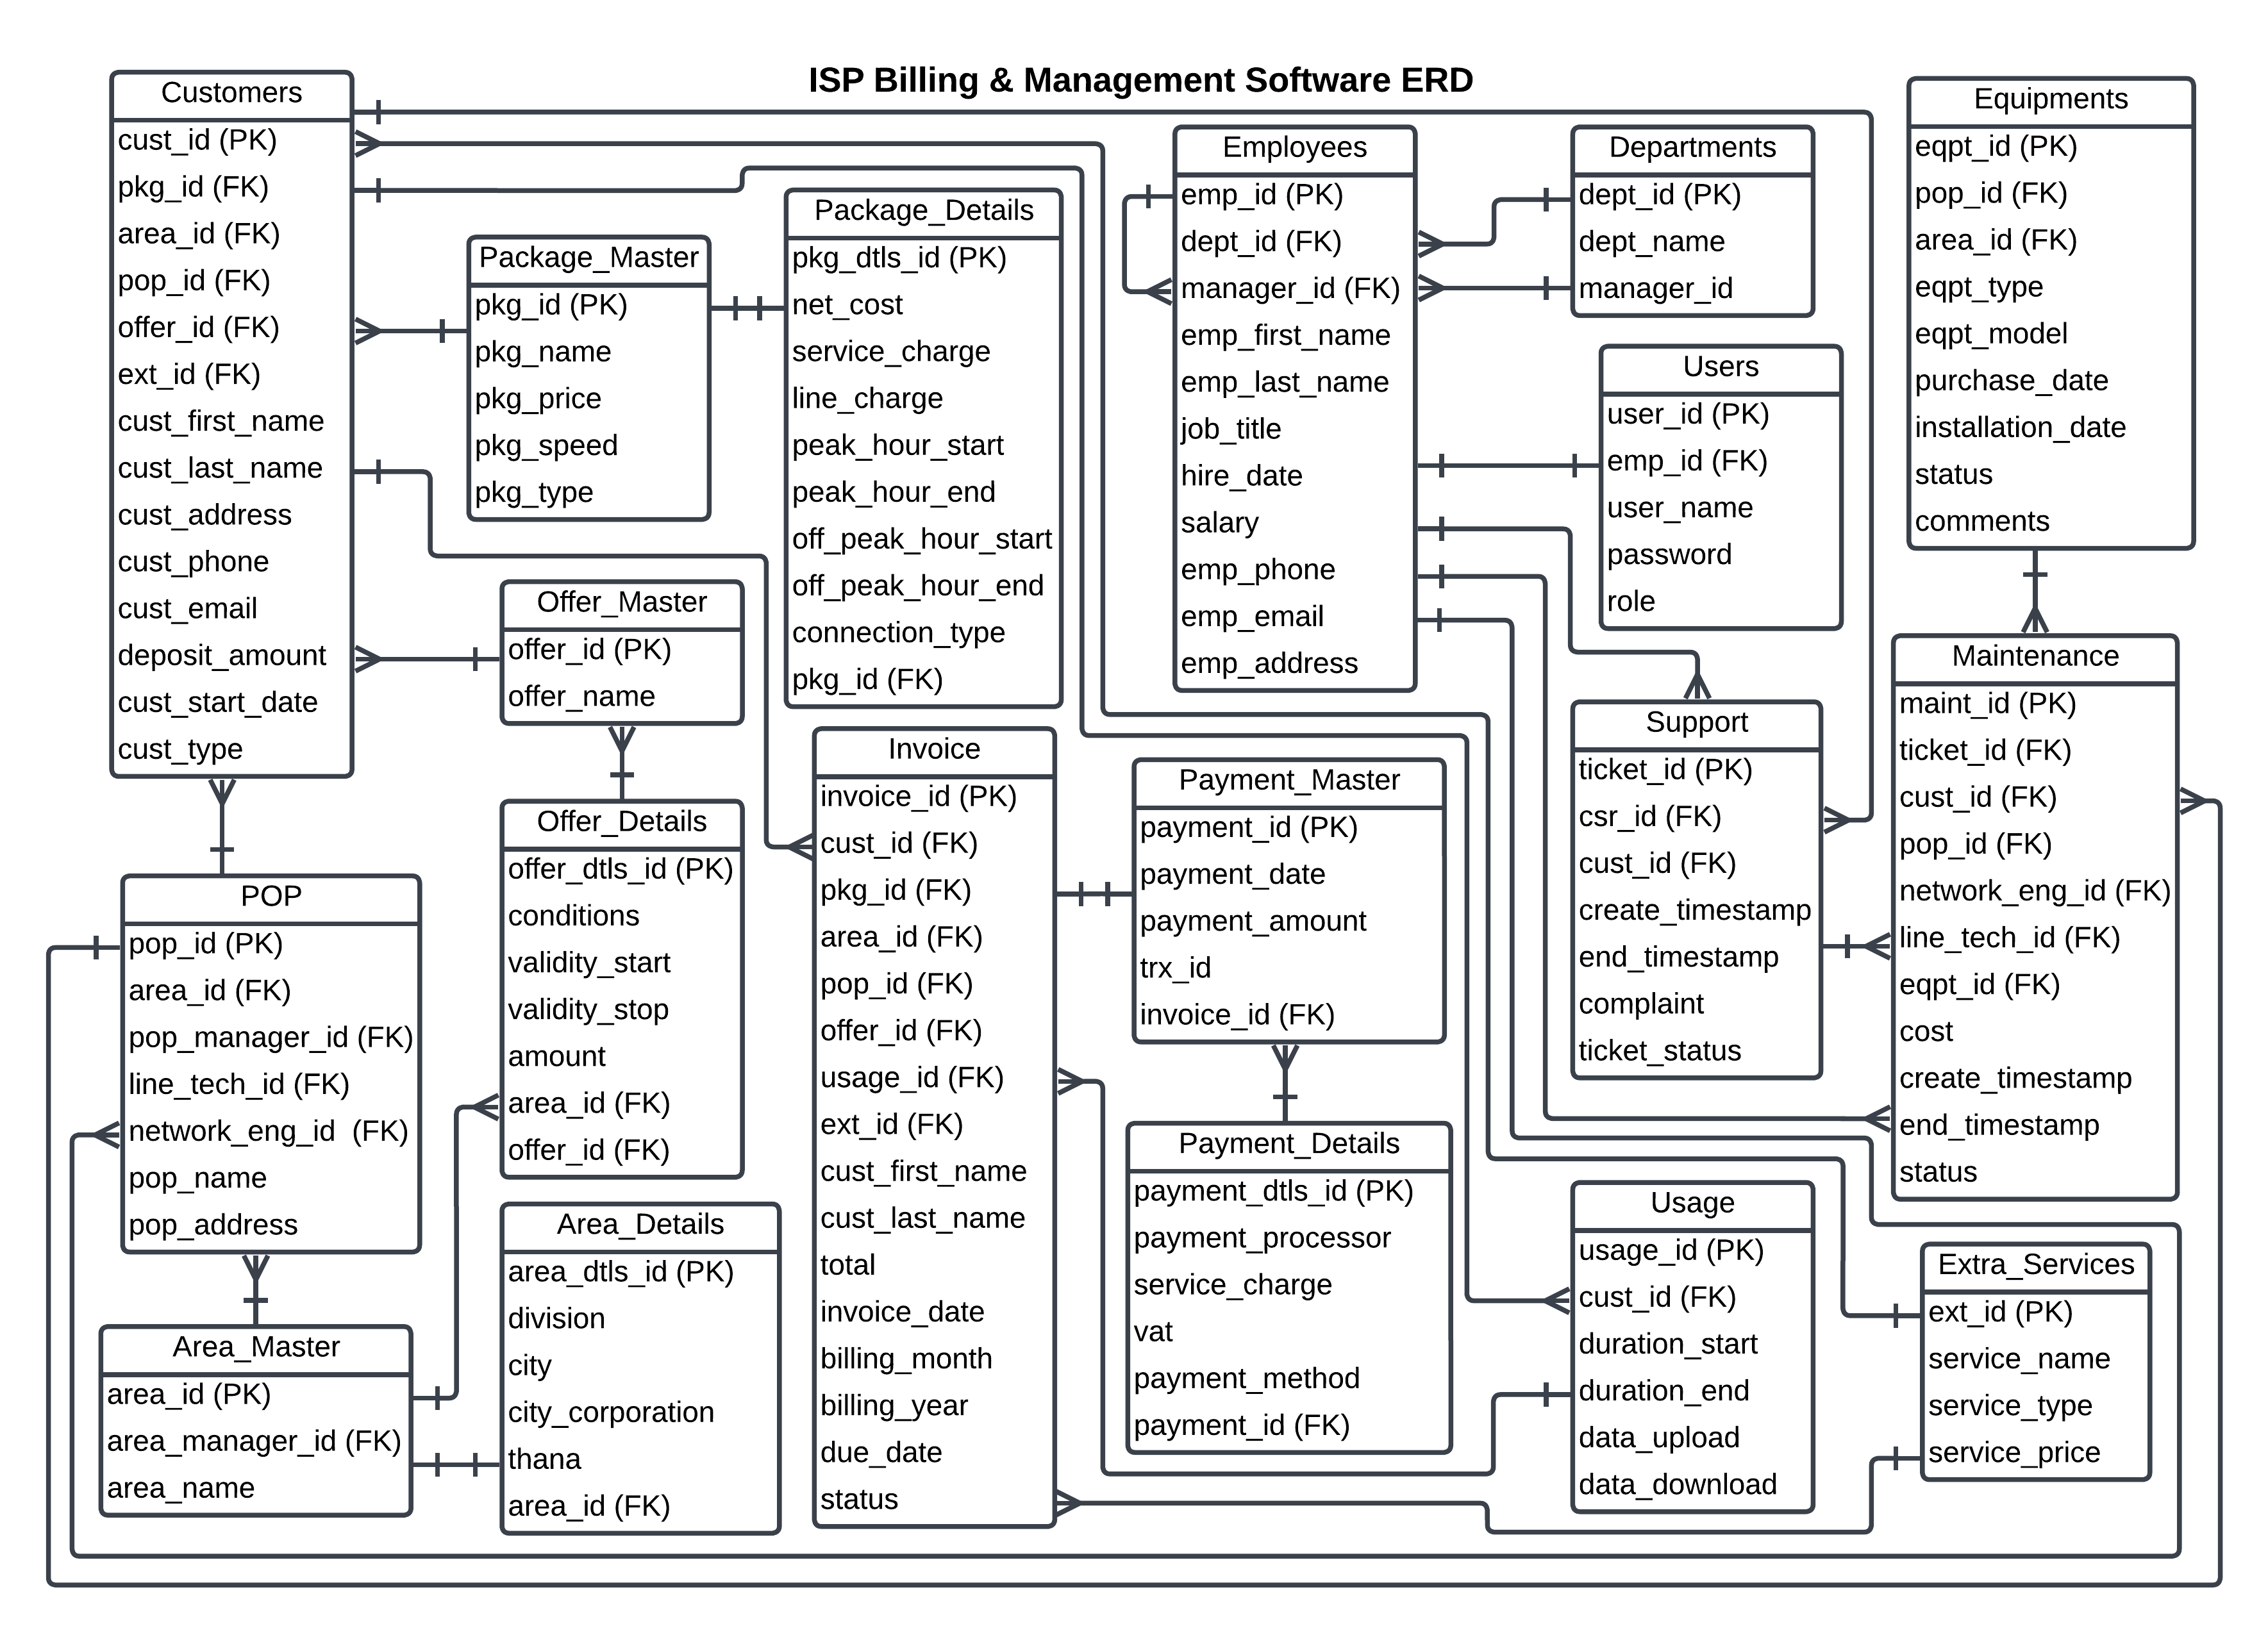 ISP Billing & Management Software ERD
Customers
cust_id (PK)
pkg_id (FK)
area_id (FK)
pop_id (FK)
offer_id (FK)
ext_id (FK)
cust_first_name
cust_last_name
cust_address
cust_phone
cust_email
deposit_amount
cust_start_date
cust_type
Package_Master
pkg_id (PK)
pkg_name
pkg_price
pkg_speed
pkg_type
Package_Details
pkg_dtls_id (PK)
net_cost
service_charge
line_charge
peak_hour_start
peak_hour_end
off_peak_hour_start
off_peak_hour_end
connection_type
pkg_id (FK)
Employees
emp_id (PK)
dept_id (FK)
manager_id (FK)
emp_first_name
emp_last_name
job_title
hire_date
salary
emp_phone
emp_email
emp_address
Departments
dept_id (PK)
dept_name
manager_id
Users
user_id (PK)
emp_id (FK)
user_name
password
role
Equipments
eqpt_id (PK)
pop_id (FK)
area_id (FK)
eqpt_type
eqpt_model
purchase_date
installation_date
status
comments
Offer_Master
offer_id (PK)
offer_name
Offer_Details
offer_dtls_id (PK)
conditions
validity_start
validity_stop
amount
area_id (FK)
offer_id (FK)
Invoice
invoice_id (PK)
cust_id (FK)
pkg_id (FK)
area_id (FK)
pop_id (FK)
offer_id (FK)
usage_id (FK)
ext_id (FK)
cust_first_name
cust_last_name
total
invoice_date
billing_month
billing_year
due_date
status
Payment_Master
payment_id (PK)
payment_date
payment_amount
trx_id
invoice_id (FK)
Support
ticket_id (PK)
csr_id (FK)
cust_id (FK)
create_timestamp
end_timestamp
complaint
ticket_status
Maintenance
maint_id (PK)
ticket_id (FK)
cust_id (FK)
pop_id (FK)
network_eng_id (FK)
line_tech_id (FK)
eqpt_id (FK)
cost
create_timestamp
end_timestamp
status
POP
pop_id (PK)
area_id (FK)
pop_manager_id (FK)
line_tech_id (FK)
network_eng_id (FK)
pop_name
pop_address
Area_Master
area_id (PK)
area_manager_id (FK)
area_name
Area_Details
area_dtls_id (PK)
division
city
city_corporation
thana
area_id (FK)
Payment_Details
payment_dtls_id (PK)
payment_processor
service_charge
vat
payment_method
payment_id (FK)
Usage
usage_id (PK)
cust_id (FK)
duration_start
duration_end
data_upload
data_download
Extra_Services
ext_id (PK)
service_name
service_type
service_price